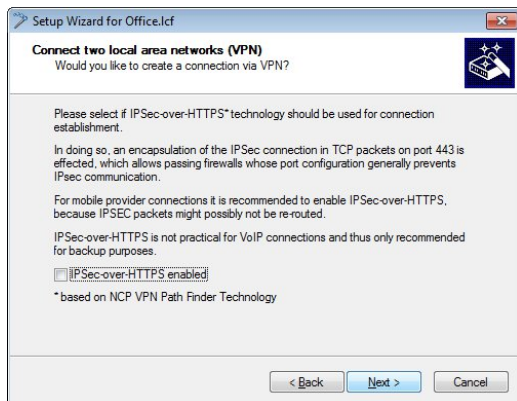 Setup Wizard for Office.lcf
Connect two local area networks (VPN)
Would you like to create a connection via VPN?
Please select if IPSec-over-HTTPS* technology should be used for connection
establishment.
In doing so, an encapsulation of the IPSec connection in TCP packets on port 443 is
effected, which allows passing firewalls whose port configuration generally prevents
IPsec communication.
For mobile provider connections it is recommended to enable IPSec-over-HTTPS,
because IPSEC packets might possibly not be re-routed.
IPSec-over-HTTPS is not practical for VoIP connections and thus only recommended
for backup purposes.
IPSec-over-HTTPS enabled
* based on NCP VPN Path Finder Technology
< Back
Next >
Cancel